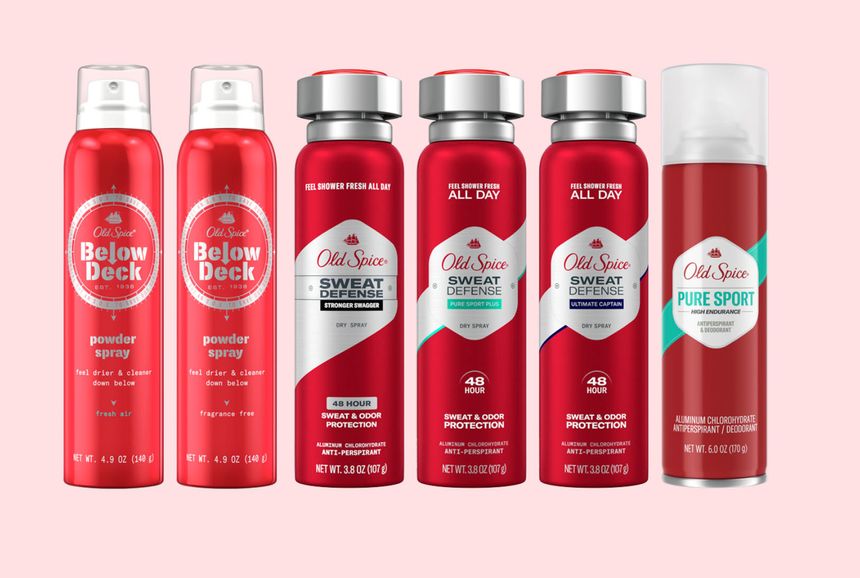 Old Spice®
Below
Deck
EST. 1938
powder
spray
feel drier & cleaner
down below
fresh air
NET WT. 4.9 OZ (140 g)
Old Spice®
Below
Deck
EST. 1938
powder
spray
feel drier & cleaner
down below
fragrance free
NET WT. 4.9 OZ (140 g)
FEEL SHOWER FRESH ALL DAY
Old Spice®
SWEAT
DEFENSE
STRONGER SWAGGER
DRY SPRAY
48 HOUR
SWEAT & ODOR
PROTECTION
ALUMINUM CHLOROHYDRATE
ANTI-PERSPIRANT
NET WT. 3.8 OZ (107 g)
FEEL SHOWER FRESH
ALL DAY
Old Spice®
SWEAT
DEFENSE
PURE SPORT PLUS
DRY SPRAY
48
HOUR
SWEAT & ODOR
PROTECTION
ALUMINUM CHLOROHYDRATE
ANTI-PERSPIRANT
NET WT. 3.8 OZ (107 g)
FEEL SHOWER FRESH
ALL DAY
Old Spice®
SWEAT
DEFENSE
ULTIMATE CAPTAIN
DRY SPRAY
48
HOUR
SWEAT & ODOR
PROTECTION
ALUMINUM CHLOROHYDRATE
ANTI-PERSPIRANT
NET WT. 3.8 OZ (107 g)
Old Spice®
PURE SPORT
HIGH ENDURANCE
ANTIPERSPIRANT
& DEODORANT
ALUMINUM CHLOROHYDRATE
ANTIPERSPIRANT / DEODORANT
NET WT. 6.0 OZ (170 g)